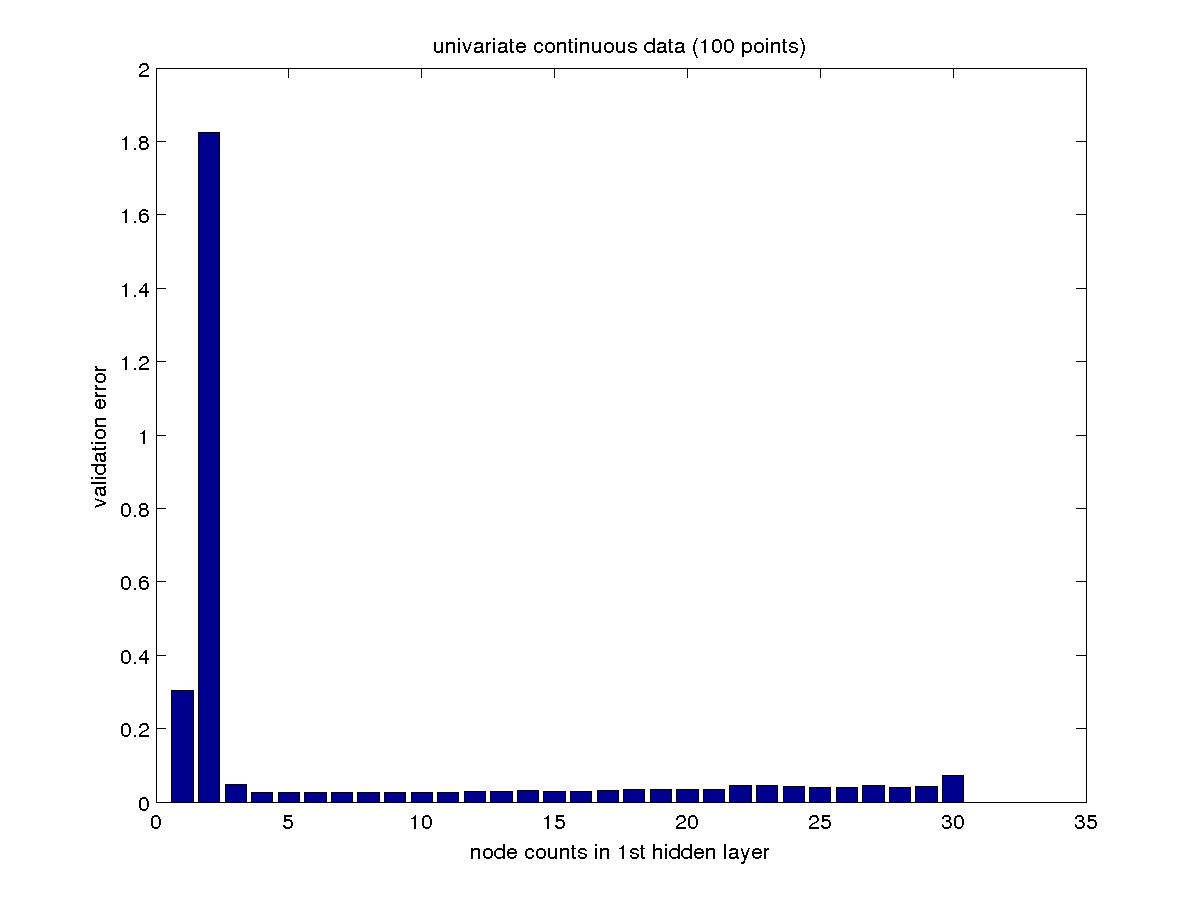 univariate continuous data (100 points)
2
1.8
1.6
1.4
1.2
1
0.8
0.6
0.4
0.2
0
validation error
0 5 10 15 20 25 30 35
node counts in 1st hidden layer